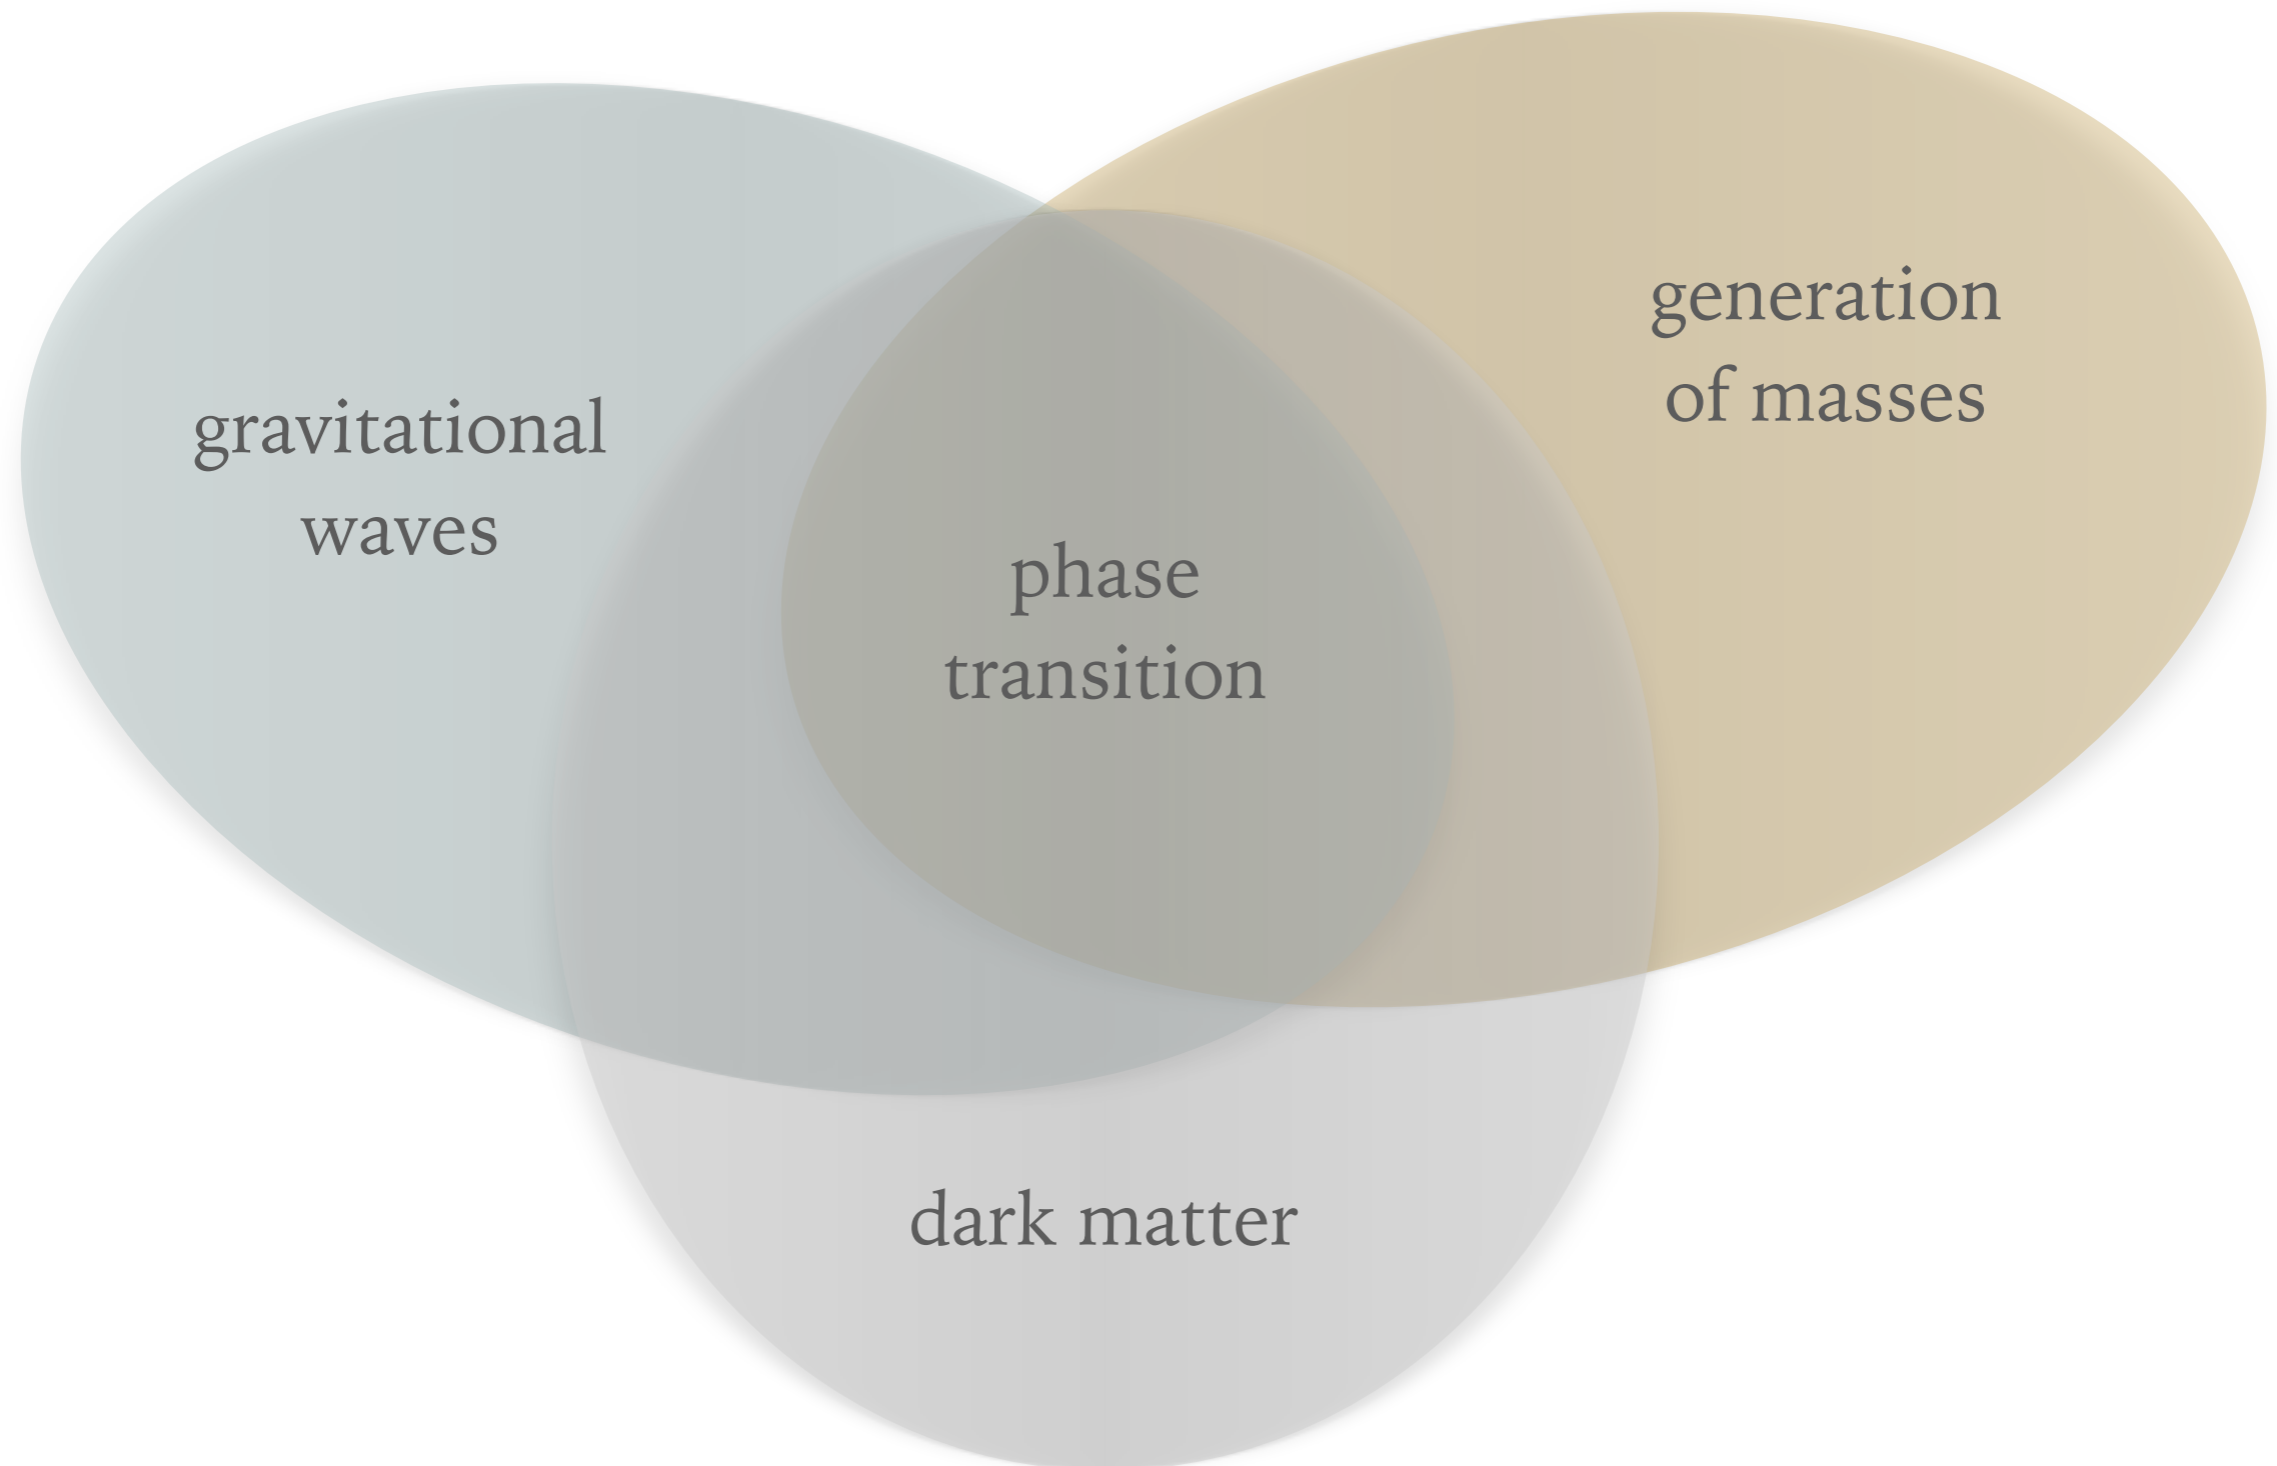 gravitational
waves
generation
of masses
phase
transition
dark matter